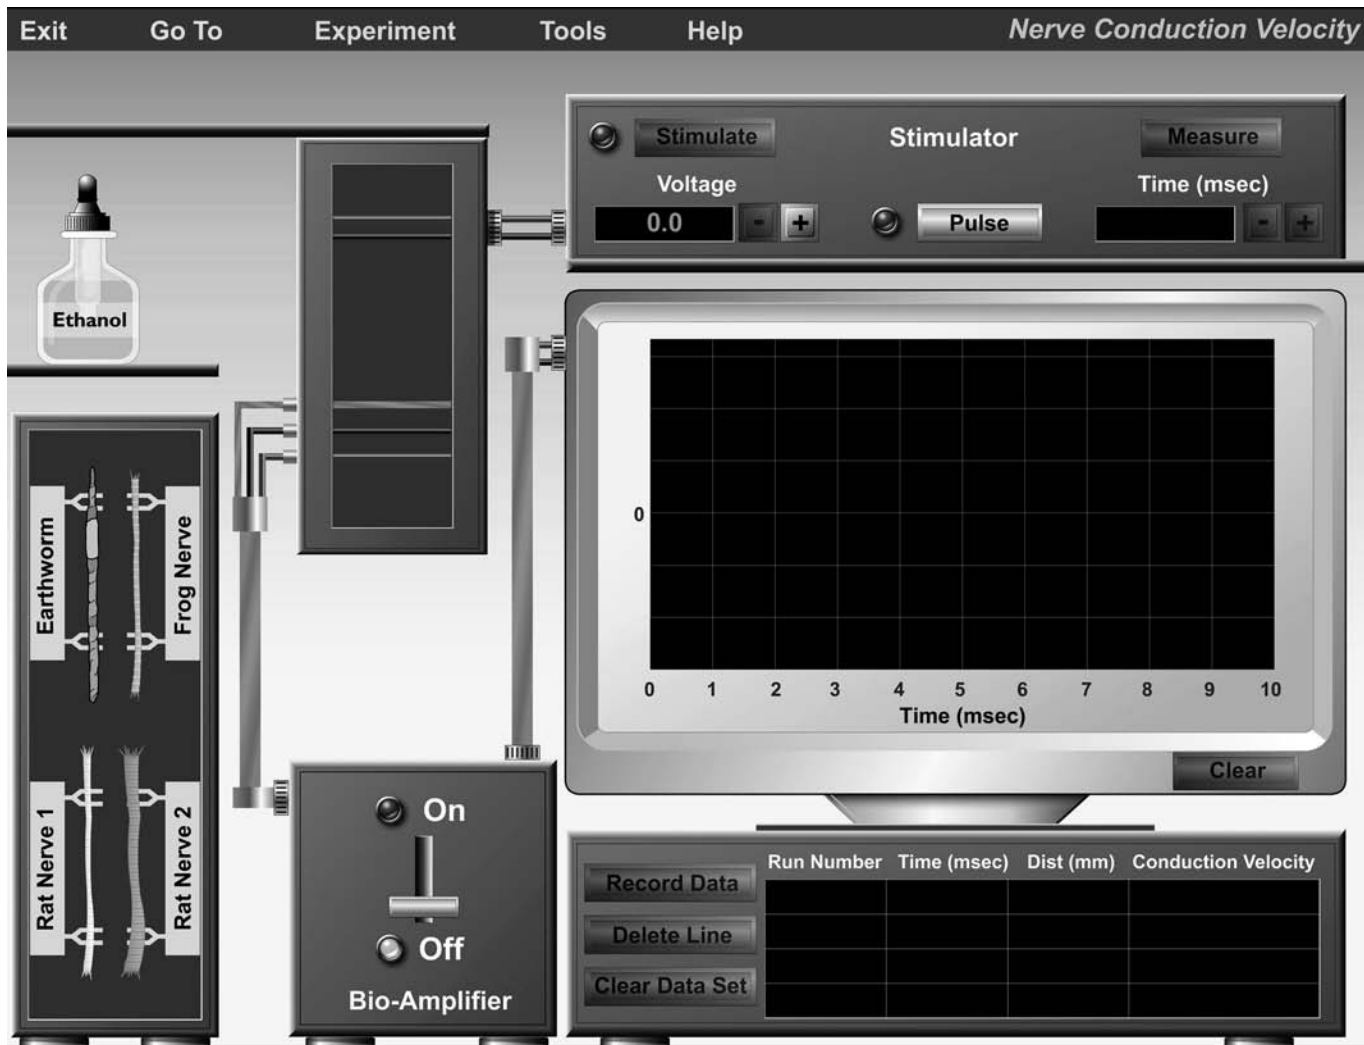 Exit Go To Experiment Tools Help Nerve Conduction Velocity
Stimulate Stimulator Measure
Voltage Time (msec)
0.0 - + Pulse - +
Ethanol
Earthworm
Frog Nerve
Rat Nerve 1
Rat Nerve 2
0
0 1 2 3 4 5 6 7 8 9 10
Time (msec)
Clear
On
Off
Bio-Amplifier
Record Data
Delete Line
Clear Data Set
Run Number Time (msec) Dist (mm) Conduction Velocity